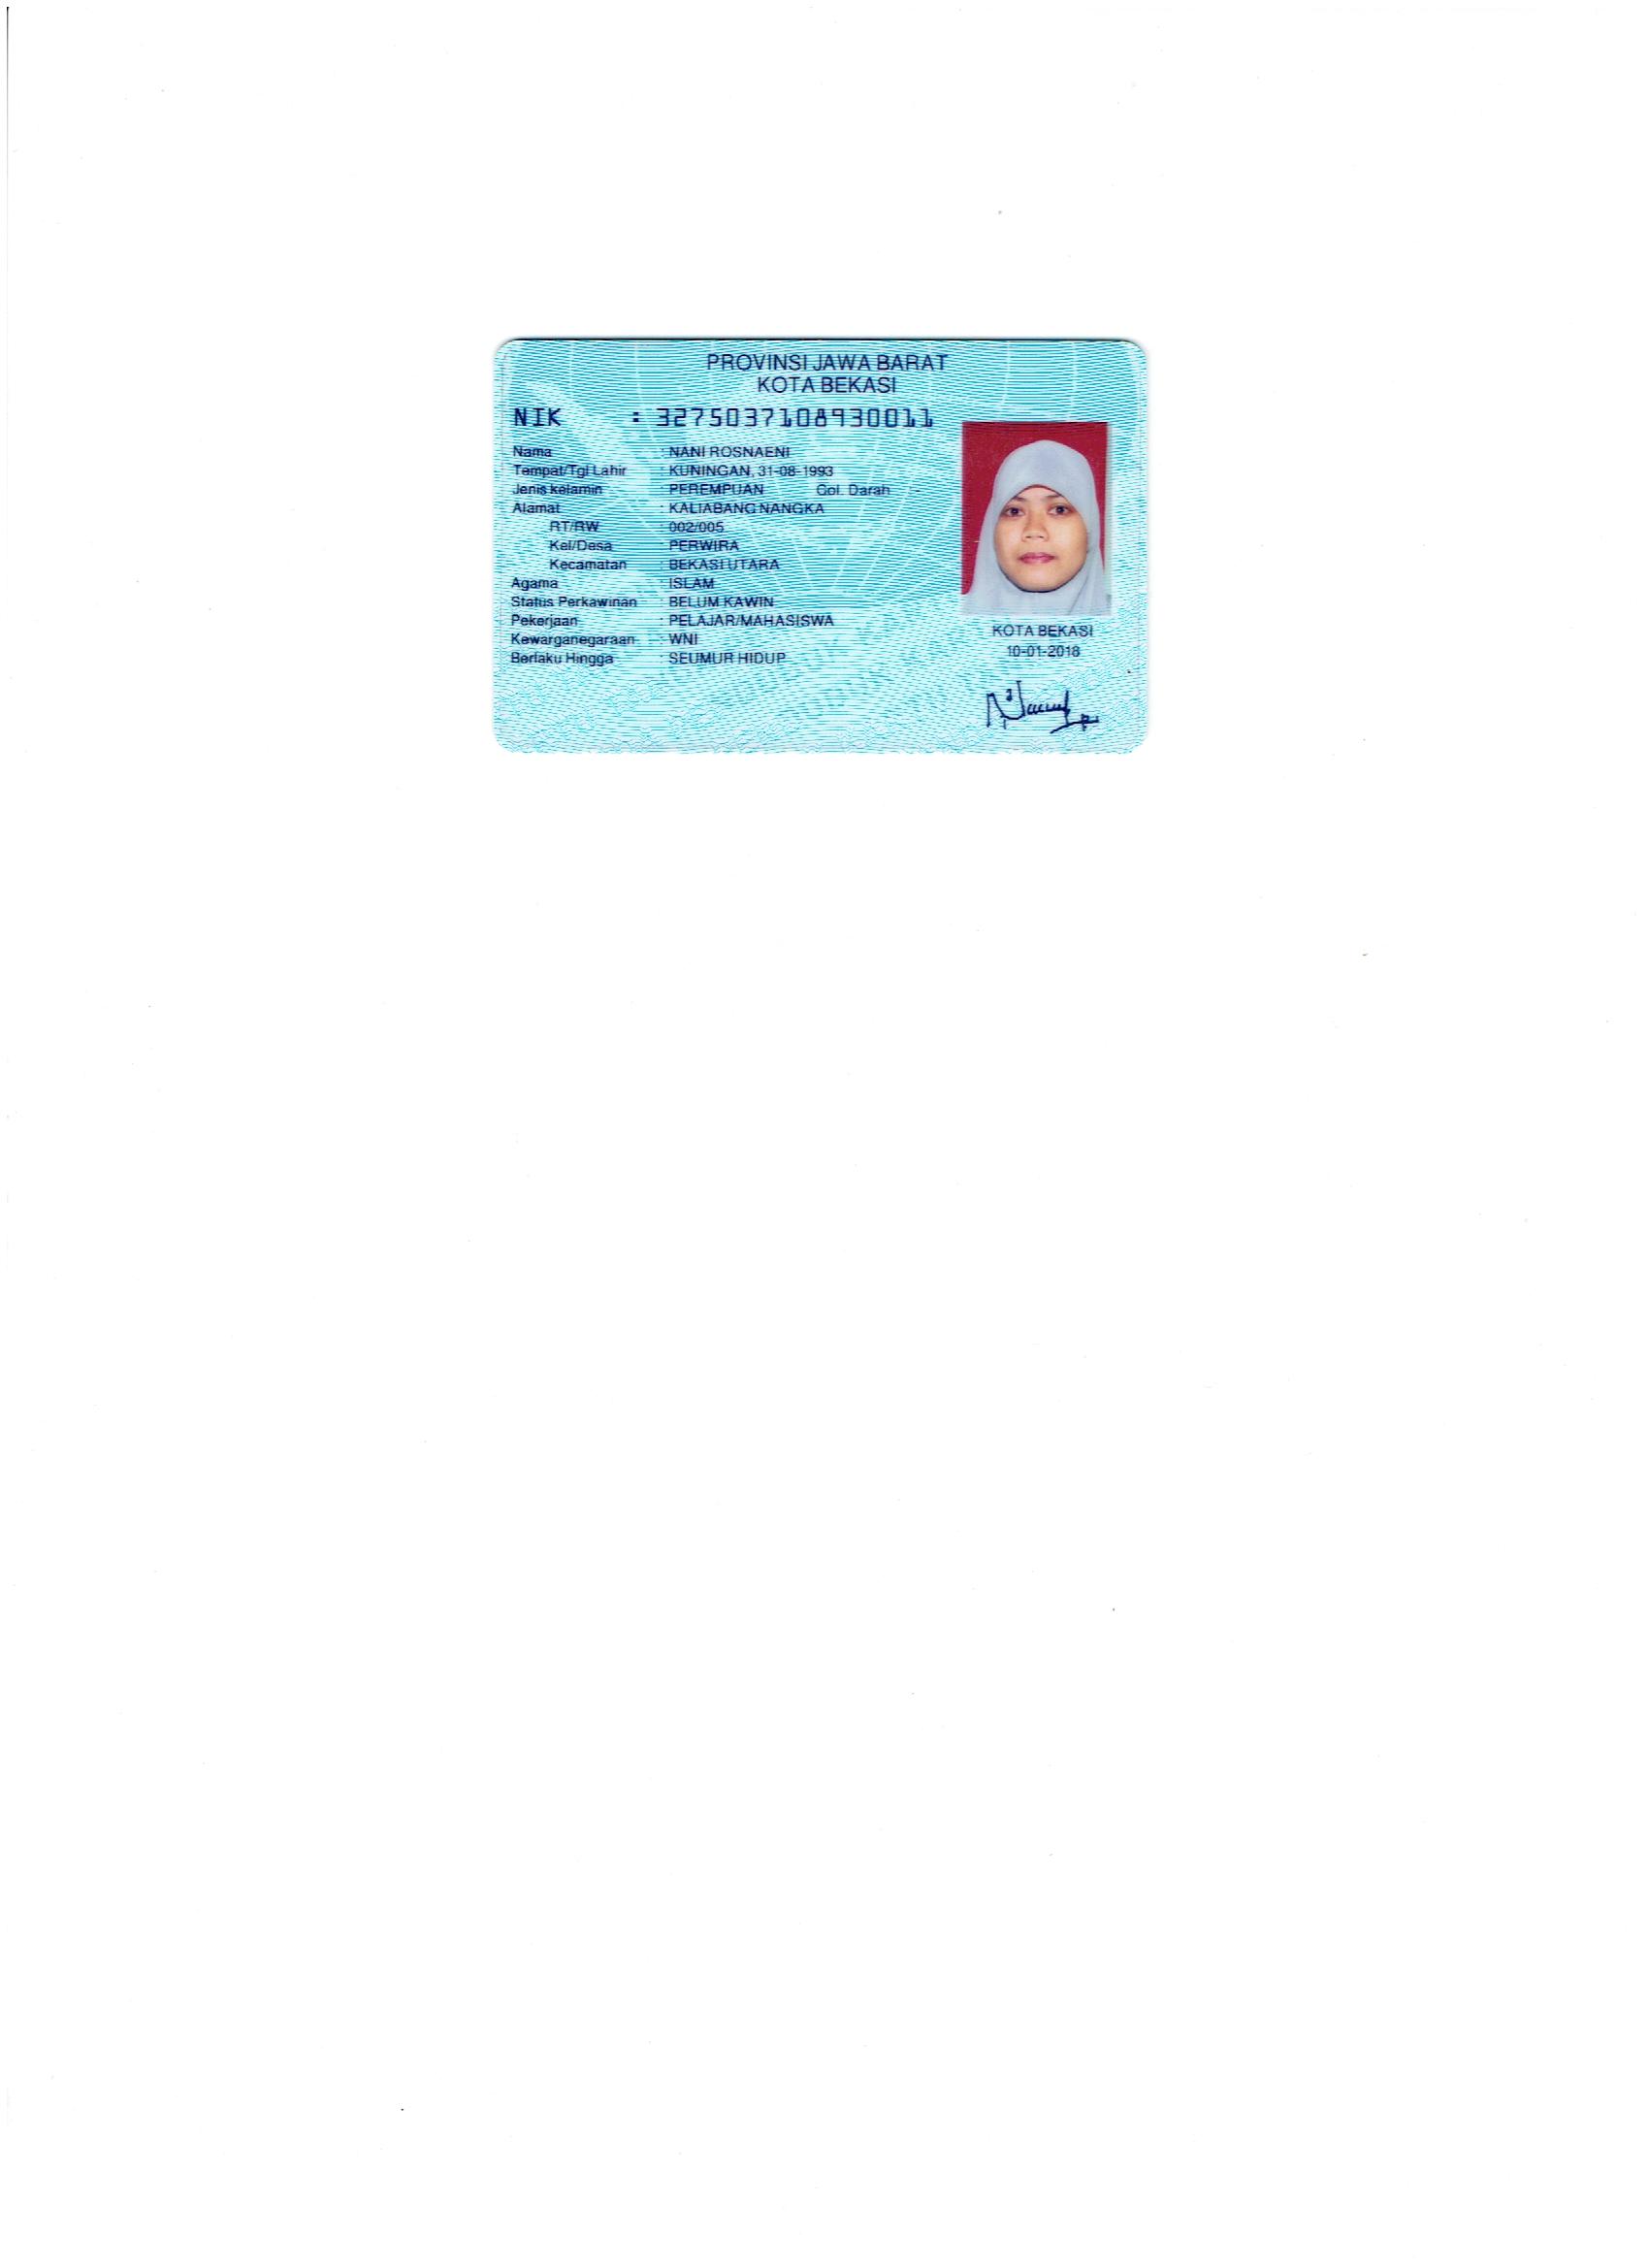 PROVINSI JAWA BARAT
KOTA BEKASI
NIK : 3275037108930011
Nama : NANI ROSNAENI
Tempat/Tgl Lahir : KUNINGAN, 31-08-1993
Jenis kelamin : PEREMPUAN Gol. Darah -
Alamat : KALIABANG NANGKA
RT/RW : 002/005
Kel/Desa : PERWIRA
Kecamatan : BEKASI UTARA
Agama : ISLAM
Status Perkawinan : BELUM KAWIN
Pekerjaan : PELAJAR/MAHASISWA
Kewarganegaraan : WNI
Berlaku Hingga : SEUMUR HIDUP
KOTA BEKASI
10-01-2018